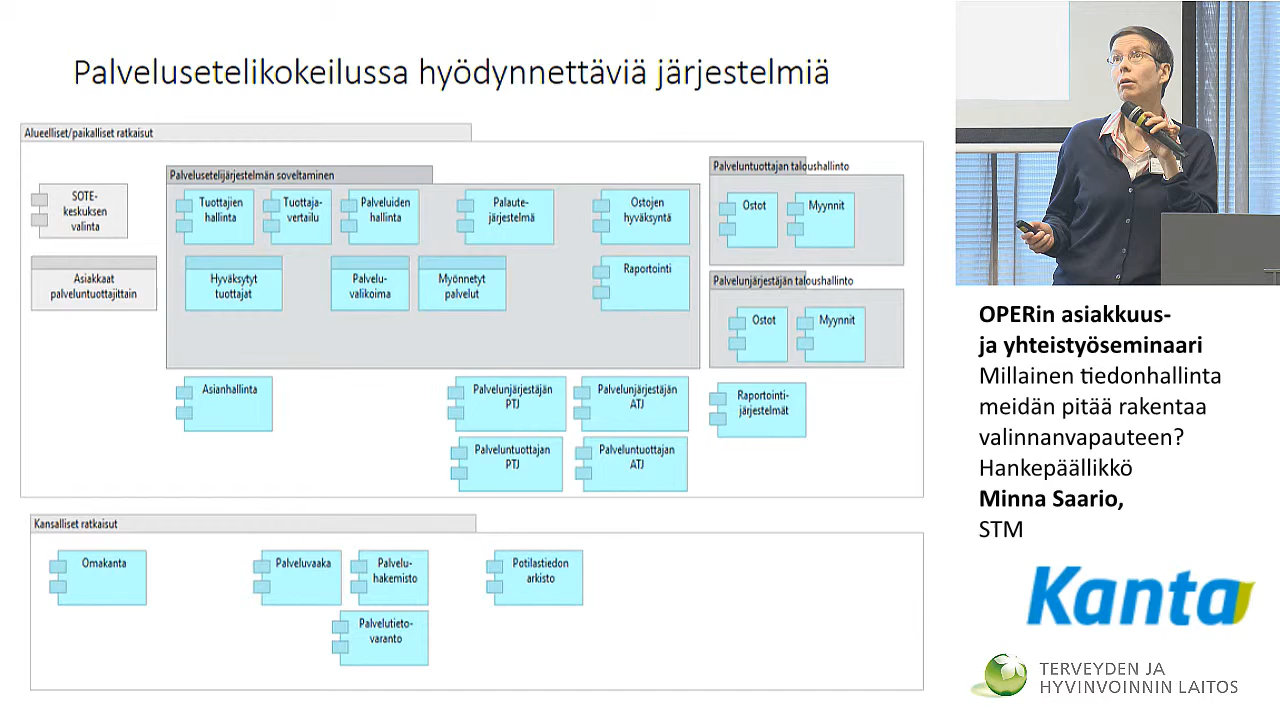 Palvelusetelikokeilussa hyödynnettäviä järjestelmiä
Alueelliset/paikalliset ratkaisut
SOTE-
keskuksen
valinta
Asiakkaat
palveluntuottajittain
Palvelusetelijärjestelmän soveltaminen
Tuottajien
hallinta
Tuottaja-
vertailu
Palveluiden
hallinta
Palaute-
järjestelmä
Ostojen
hyväksyntä
Hyväksytyt
tuottajat
Palvelu-
valikoima
Myönnetyt
palvelut
Raportointi
Palveluntuottajan taloushallinto
Ostot
Myynnit
Palvelunjärjestäjän taloushallinto
Ostot
Myynnit
Asianhallinta
Palvelunjärjestäjän
PTJ
Palvelunjärjestäjän
ATJ
Raportointi-
järjestelmät
Palveluntuottajan
PTJ
Palveluntuottajan
ATJ
Kansalliset ratkaisut
Omakanta
Palveluvaaka
Palvelu-
hakemisto
Potilastiedon
arkisto
Palvelutieto-
varanto
OPERin asiakkuus-
ja yhteistyöseminaari
Millainen tiedonhallinta
meidän pitää rakentaa
valinnanvapauteen?
Hankepäällikkö
Minna Saario,
STM
Kanta
TERVEYDEN JA
HYVINVOINNIN LAITOS